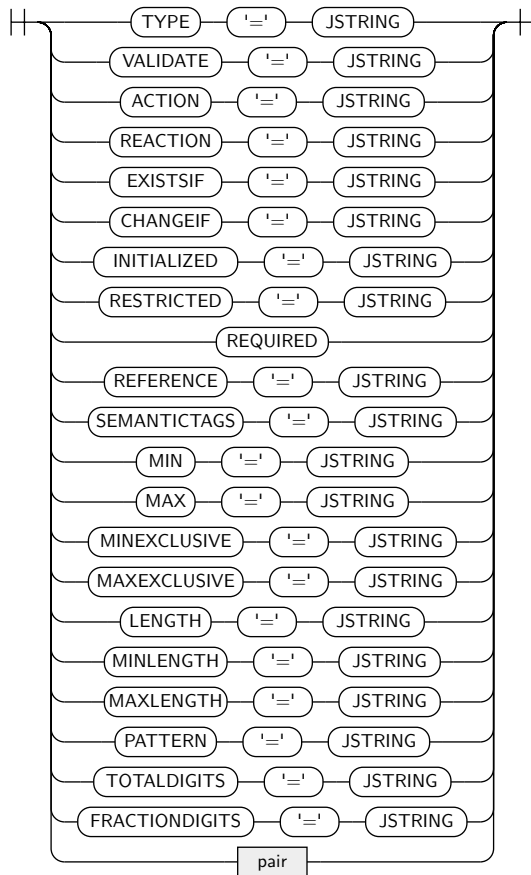 TYPE '=' JSTRING
VALIDATE '=' JSTRING
ACTION '=' JSTRING
REACTION '=' JSTRING
EXISTSIF '=' JSTRING
CHANGEIF '=' JSTRING
INITIALIZED '=' JSTRING
RESTRICTED '=' JSTRING
REQUIRED
REFERENCE '=' JSTRING
SEMANTICTAGS '=' JSTRING
MIN '=' JSTRING
MAX '=' JSTRING
MINEXCLUSIVE '=' JSTRING
MAXEXCLUSIVE '=' JSTRING
LENGTH '=' JSTRING
MINLENGTH '=' JSTRING
MAXLENGTH '=' JSTRING
PATTERN '=' JSTRING
TOTALDIGITS '=' JSTRING
FRACTIONDIGITS '=' JSTRING
pair